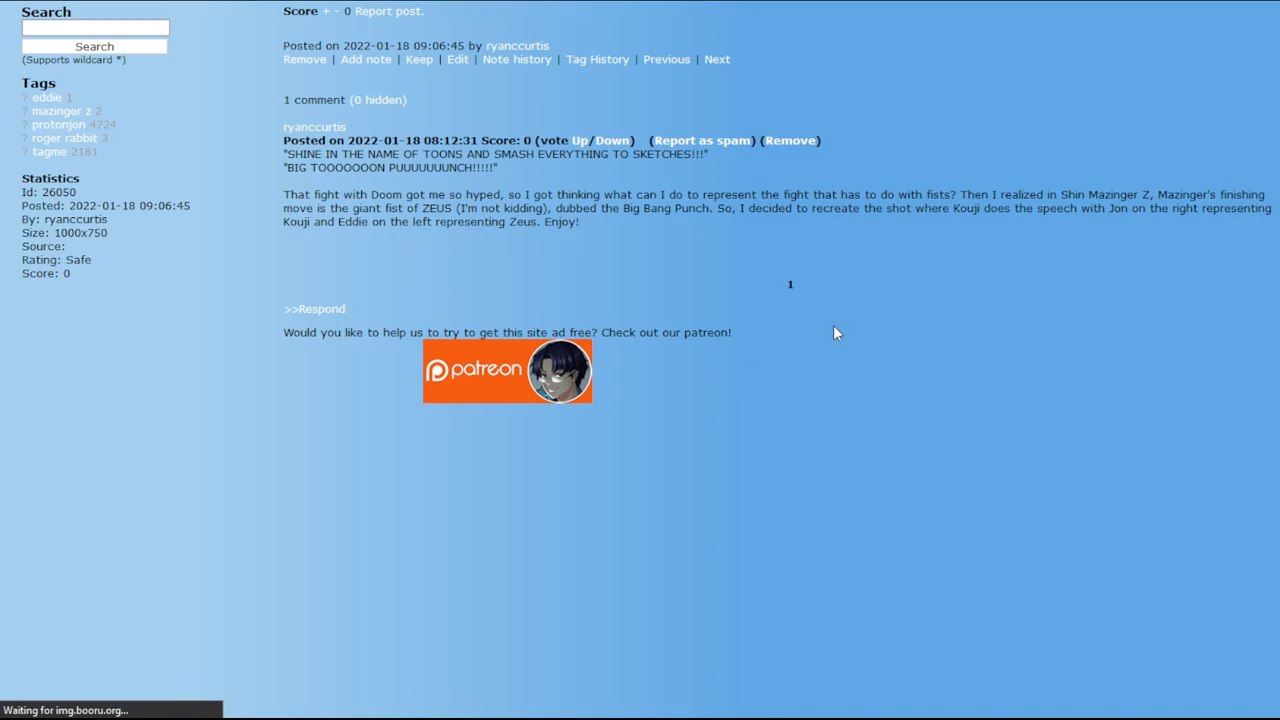 Search
Search
(Supports wildcard *)
Tags
? eddie 1
? mazinger z 2
? protonjon 4724
? roger rabbit 3
? tagme 2181
Statistics
Id: 26050
Posted: 2022-01-18 09:06:45
By: ryanccurtis
Size: 1000x750
Source:
Rating: Safe
Score: 0
Score + - 0 Report post.
Posted on 2022-01-18 09:06:45 by ryanccurtis
Remove | Add note | Keep | Edit | Note history | Tag History | Previous | Next
1 comment (0 hidden)
ryanccurtis
Posted on 2022-01-18 08:12:31 Score: 0 (vote Up/Down) (Report as spam) (Remove)
"SHINE IN THE NAME OF TOONS AND SMASH EVERYTHING TO SKETCHES!!!"
"BIG TOOOOOOON PUUUUUUUNCH!!!!!"
That fight with Doom got me so hyped, so I got thinking what can I do to represent the fight that has to do with fists? Then I realized in Shin Mazinger Z, Mazinger's finishing
move is the giant fist of ZEUS (I'm not kidding), dubbed the Big Bang Punch. So, I decided to recreate the shot where Kouji does the speech with Jon on the right representing
Kouji and Eddie on the left representing Zeus. Enjoy!
1
>>Respond
Would you like to help us to try to get this site ad free? Check out our patreon!
patreon
Waiting for img.booru.org...